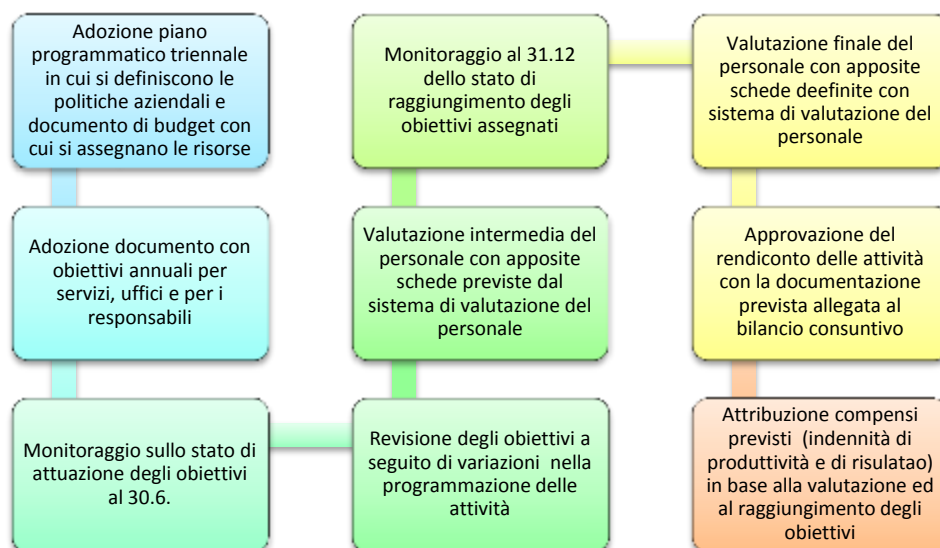 Adozione piano
programmatico triennale
in cui si definiscono le
politiche aziendali e
documento di budget con
cui si assegnano le risorse
Adozione documento con
obiettivi annuali per
servizi, uffici e per i
responsabili
Monitoraggio sullo stato di
attuazione degli obiettivi
al 30.6.
Revisione degli obiettivi a
seguito di variazioni nella
programmazione delle
attività
Valutazione intermedia del
personale con apposite
schede previste dal
sistema di valutazione del
personale
Monitoraggio al 31.12
dello stato di
raggiungimento degli
obiettivi assegnati
Valutazione finale del
personale con apposite
schede deefinite con
sistema di valutazione del
personale
Approvazione del
rendiconto delle attività
con la documentazione
prevista allegata al
bilancio consuntivo
Attribuzione compensi
previsti (indennità di
produttività e di risulatao)
in base alla valutazione ed
al raggiungimento degli
obiettivi